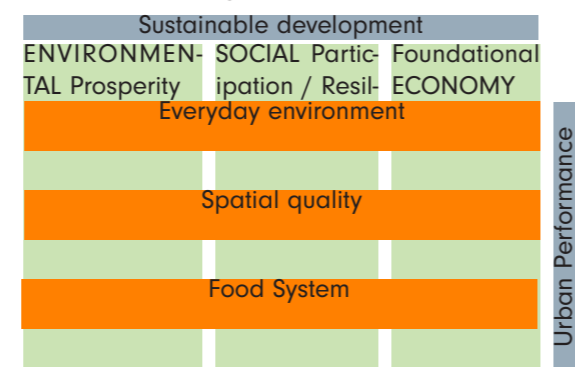 Sustainable development
ENVIRONMEN-
TAL Prosperity
SOCIAL Partic-
ipation / Resil-
Foundational
ECONOMY
Everyday environment
Spatial quality
Food System
Urban Performance